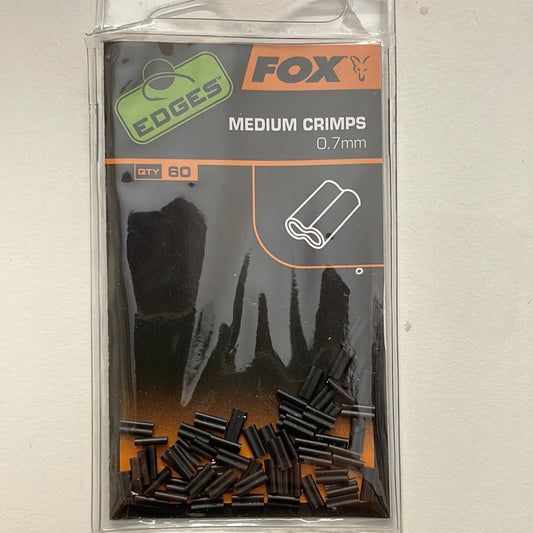 EDGES
FOX
MEDIUM CRIMPS
0.7mm
QTY 60